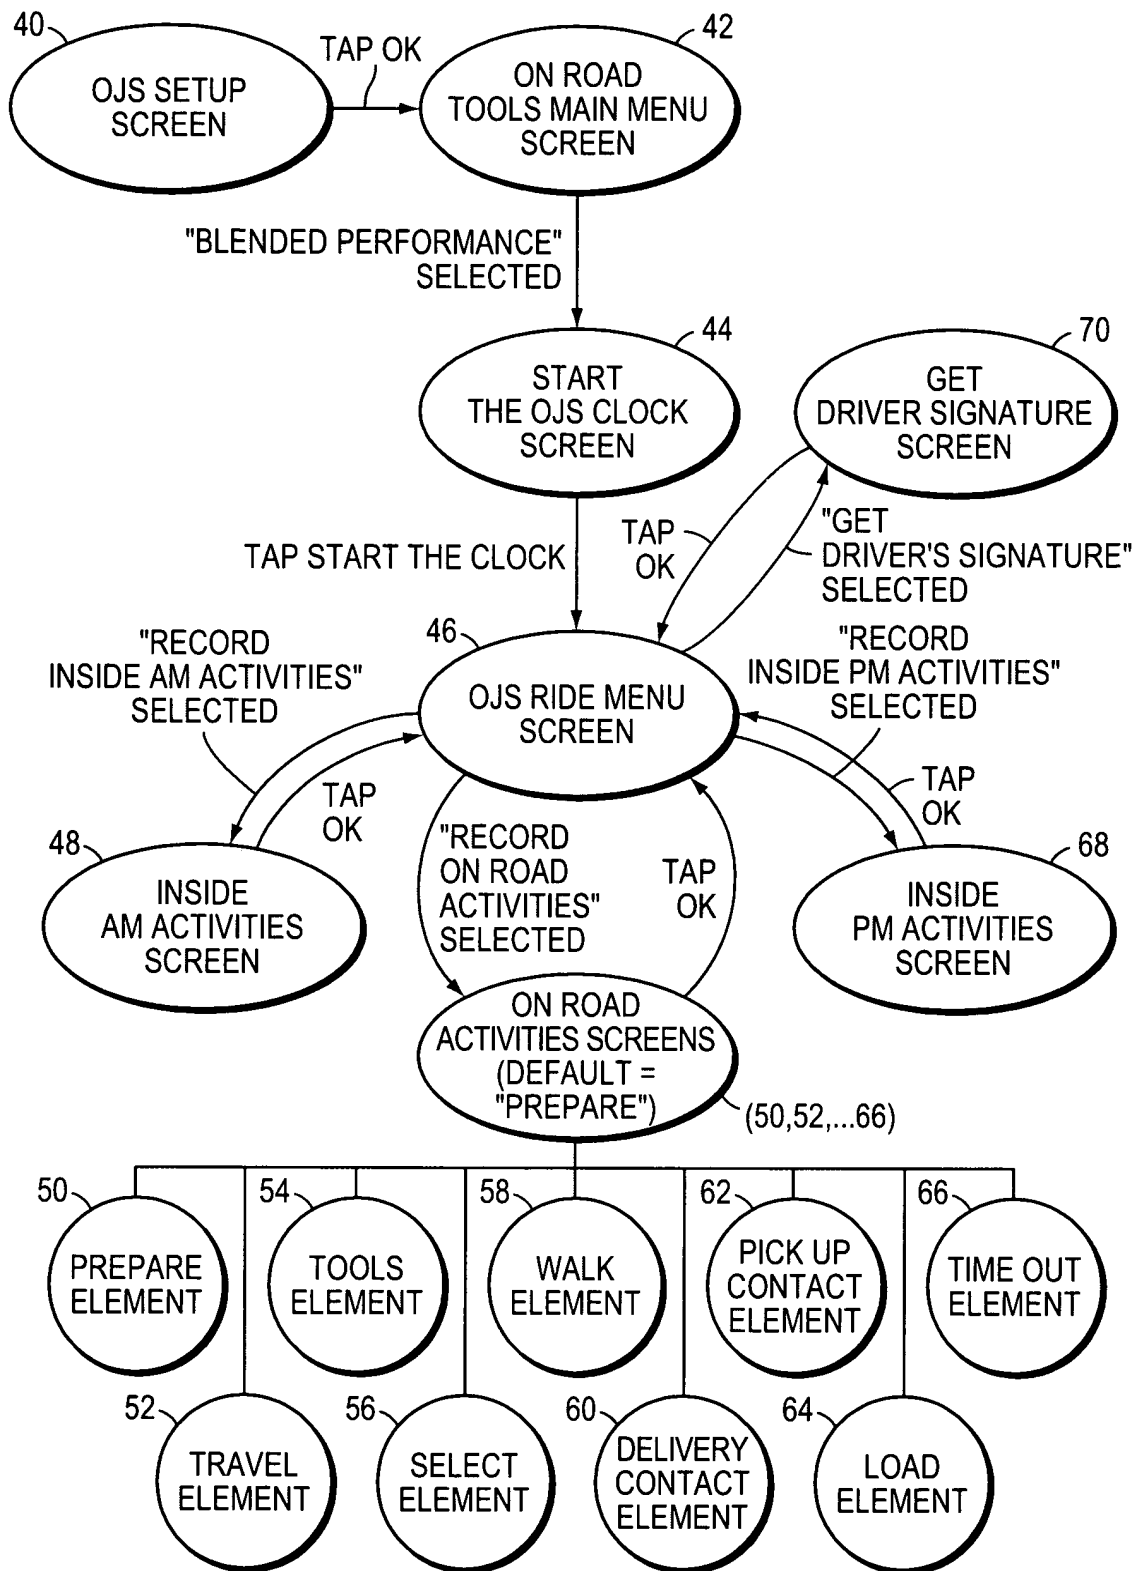 40
OJS SETUP
SCREEN
TAP OK
42
ON ROAD
TOOLS MAIN MENU
SCREEN
"BLENDED PERFORMANCE"
SELECTED
44
START
THE OJS CLOCK
SCREEN
70
GET
DRIVER SIGNATURE
SCREEN
TAP START THE CLOCK
TAP
OK
"GET
DRIVER'S SIGNATURE"
SELECTED
46
OJS RIDE MENU
SCREEN
"RECORD
INSIDE AM ACTIVITIES"
SELECTED
"RECORD
INSIDE PM ACTIVITIES"
SELECTED
TAP
OK
TAP
OK
48
INSIDE
AM ACTIVITIES
SCREEN
"RECORD
ON ROAD
ACTIVITIES"
SELECTED
TAP
OK
68
INSIDE
PM ACTIVITIES
SCREEN
ON ROAD
ACTIVITIES SCREENS
(DEFAULT =
"PREPARE")
(50,52,...66)
50
PREPARE
ELEMENT
54
TOOLS
ELEMENT
58
WALK
ELEMENT
62
PICK UP
CONTACT
ELEMENT
66
TIME OUT
ELEMENT
52
TRAVEL
ELEMENT
56
SELECT
ELEMENT
60
DELIVERY
CONTACT
ELEMENT
64
LOAD
ELEMENT